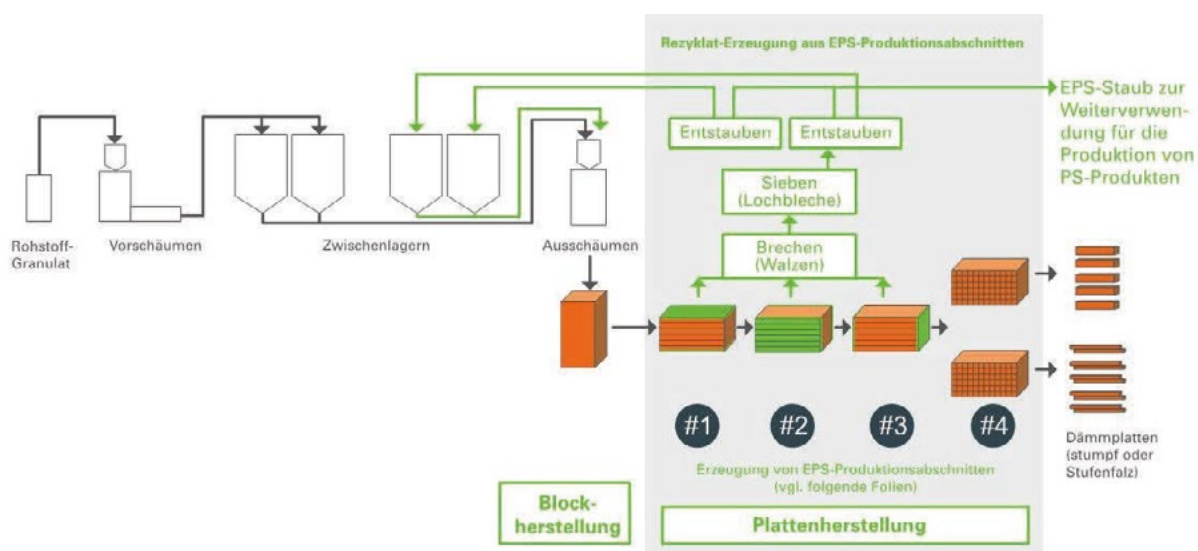 Rezyklat-Erzeugung aus EPS-Produktionsabschnitten
EPS-Staub zur
Weiterverwen-
dung für die
Produktion von
PS-Produkten
Entstauben
Entstauben
Sieben
(Lochbleche)
Brechen
(Walzen)
Rohstoff-
Granulat
Vorschäumen
Zwischenlagern
Ausschäumen
#1
#2
#3
#4
Dämmplatten
(stumpf oder
Stufenfalz)
Erzeugung von EPS-Produktionsabschnitten
(vgl. folgende Folien)
Block-
herstellung
Plattenherstellung